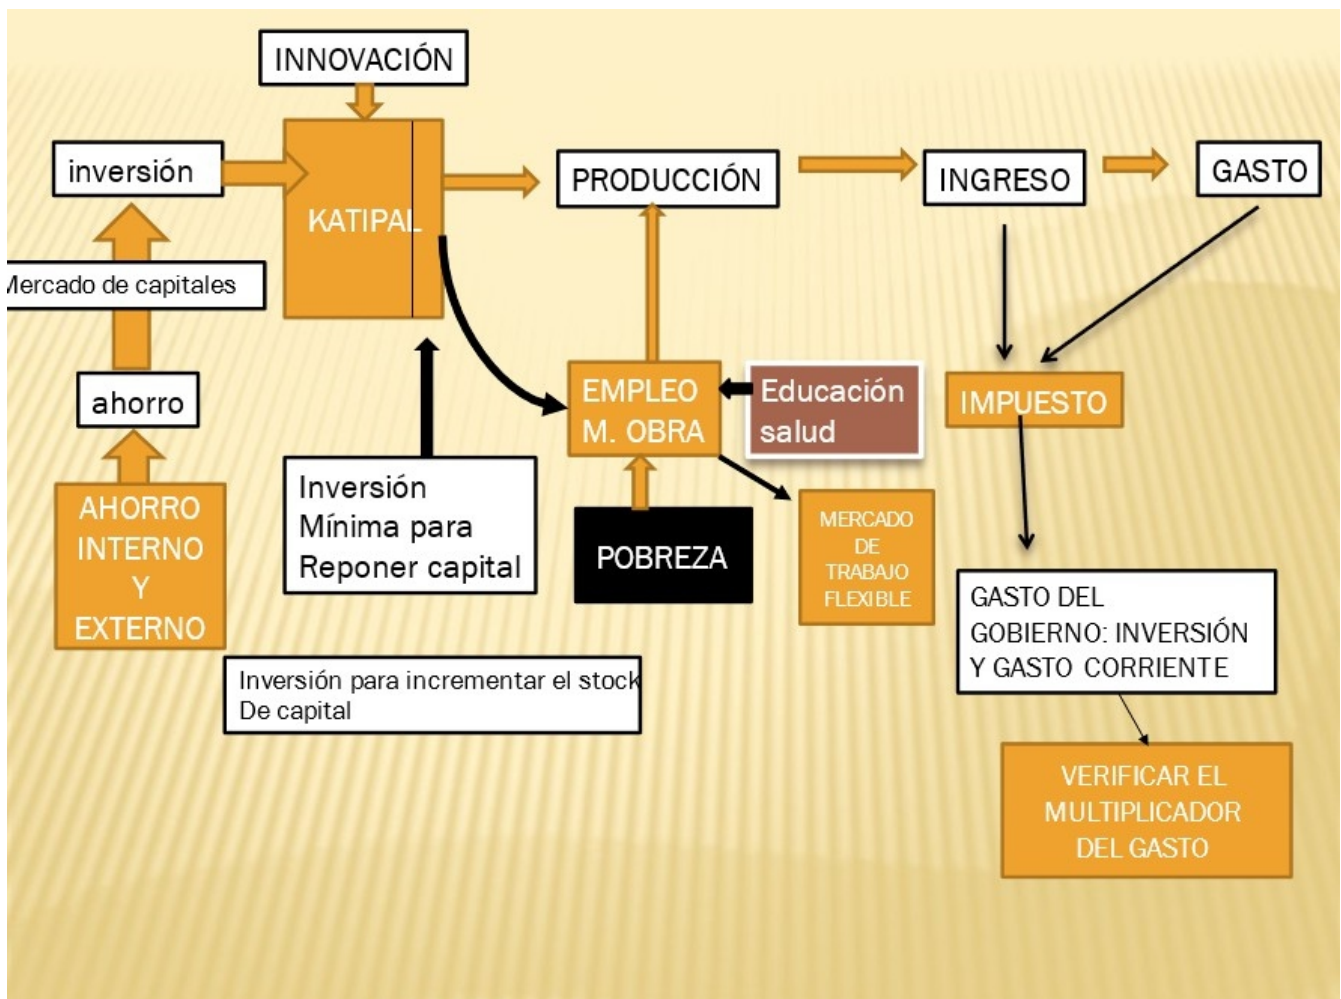 INNOVACIÓN
inversión
KATIPAL
PRODUCCIÓN
INGRESO
GASTO
Mercado de capitales
ahorro
EMPLEO
M. OBRA
Educación
salud
IMPUESTO
AHORRO
INTERNO
Y
EXTERNO
Inversión
Mínima para
Reponer capital
POBREZA
MERCADO
DE
TRABAJO
FLEXIBLE
GASTO DEL
GOBIERNO: INVERSIÓN
Y GASTO CORRIENTE
Inversión para incrementar el stock
De capital
VERIFICAR EL
MULTIPLICADOR
DEL GASTO